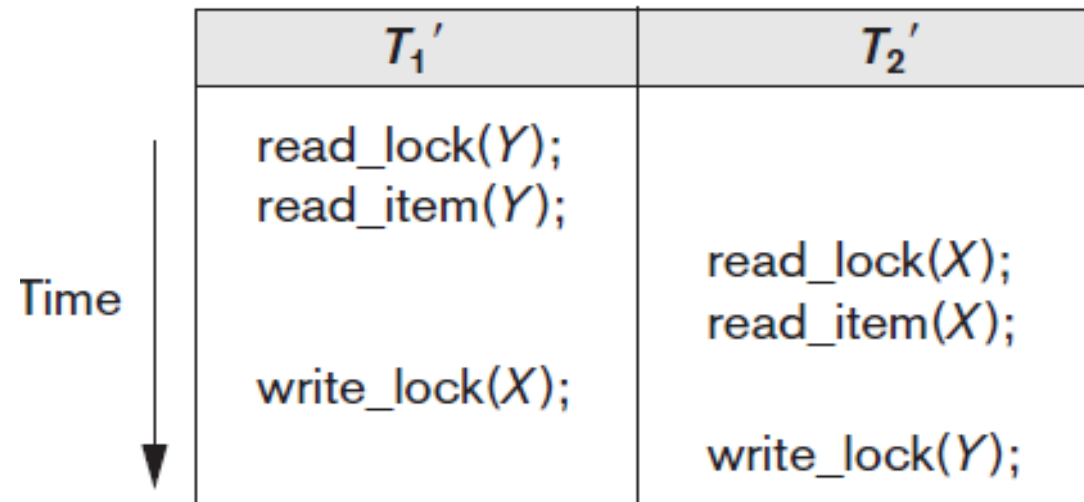 T₁′ T₂′
read_lock(Y);
read_item(Y);
read_lock(X);
Time
read_item(X);
write_lock(X);
write_lock(Y);